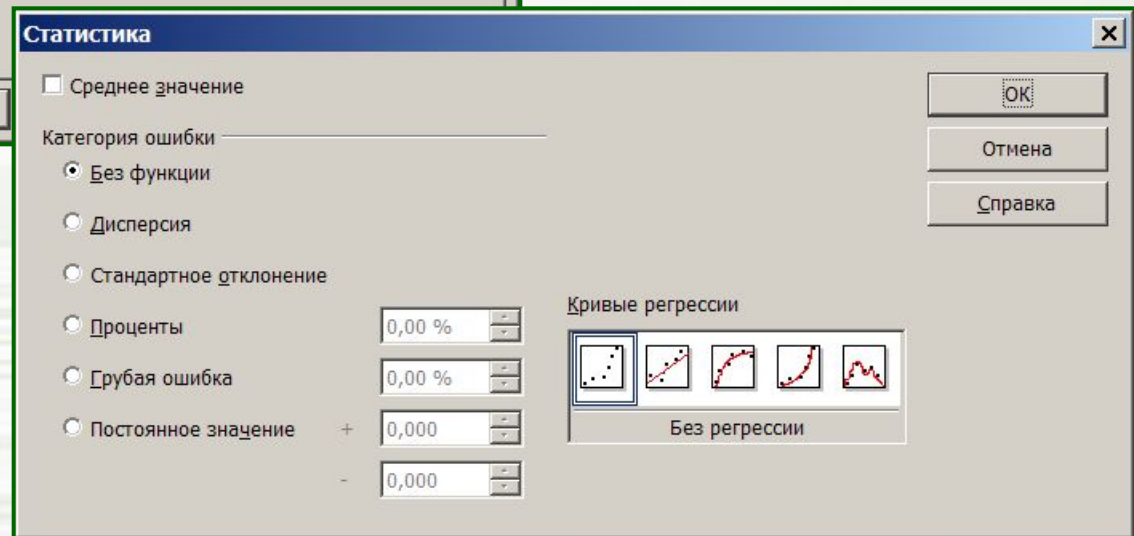 Статистика
Среднее значение
Категория ошибки
Без функции
Дисперсия
Стандартное отклонение
Проценты 0,00 %
Грубая ошибка 0,00 %
Постоянное значение + 0,000
- 0,000
Кривые регрессии
Без регрессии
ОК
Отмена
Справка